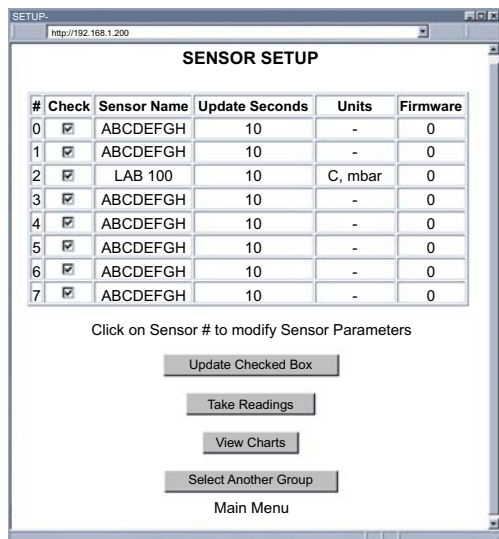 SETUP-
http://192.168.1.200
SENSOR SETUP
# Check Sensor Name Update Seconds Units Firmware
0 ABCDEFGH 10 - 0
1 ABCDEFGH 10 - 0
2 LAB 100 10 C, mbar 0
3 ABCDEFGH 10 - 0
4 ABCDEFGH 10 - 0
5 ABCDEFGH 10 - 0
6 ABCDEFGH 10 - 0
7 ABCDEFGH 10 - 0
Click on Sensor # to modify Sensor Parameters
Update Checked Box
Take Readings
View Charts
Select Another Group
Main Menu